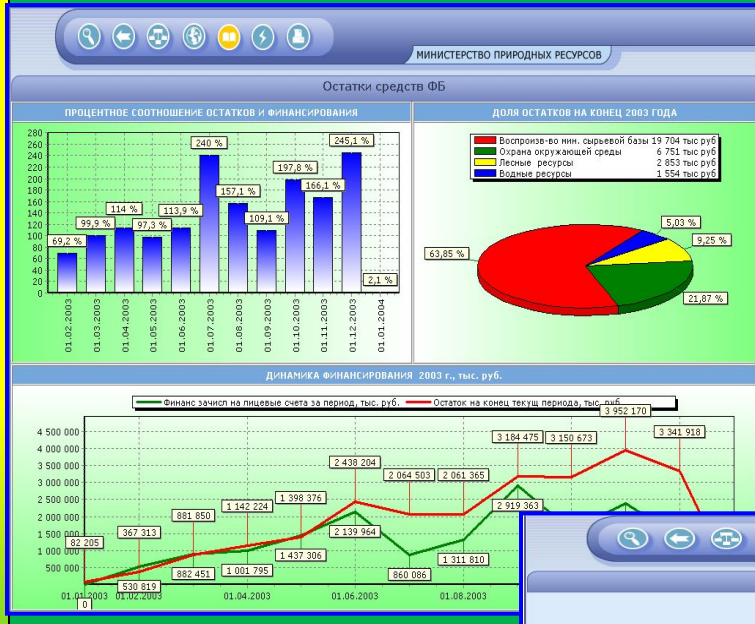 МИНИСТЕРСТВО ПРИРОДНЫХ РЕСУРСОВ
Остатки средств ФБ
ПРОЦЕНТНОЕ СООТНОШЕНИЕ ОСТАТКОВ И ФИНАНСИРОВАНИЯ
280
260
240
220
200
180
160
140
120
100
80
60
40
20
0
69,2 %
99,9 %
114 %
97,3 %
113,9 %
240 %
157,1 %
109,1 %
197,8 %
166,1 %
245,1 %
2,1 %
01.02.2003
01.03.2003
01.04.2003
01.05.2003
01.06.2003
01.07.2003
01.08.2003
01.09.2003
01.10.2003
01.11.2003
01.12.2003
01.01.2004
ДОЛЯ ОСТАТКОВ НА КОНЕЦ 2003 ГОДА
Воспроизв-во мин. сырьевой базы 19 704 тыс руб
Охрана окружающей среды 6 751 тыс руб
Лесные ресурсы 2 853 тыс руб
Водные ресурсы 1 554 тыс руб
5,03 %
9,25 %
63,85 %
21,87 %
ДИНАМИКА ФИНАНСИРОВАНИЯ 2003 г., тыс. руб.
Финанс зачисл на лицевые счета за период, тыс. руб.
Остаток на конец текущ периода, тыс. руб.
4 500 000
4 000 000
3 500 000
3 000 000
2 500 000
2 000 000
1 500 000
1 000 000
500 000
82 205
367 313
881 850
1 142 224
1 398 376
2 438 204
2 064 503
2 061 365
3 184 475
3 150 673
3 952 170
3 341 918
0
530 819
882 451
1 001 795
1 437 306
2 139 964
860 086
1 311 810
2 919 363
01.02.2003
01.04.2003
01.06.2003
01.08.2003